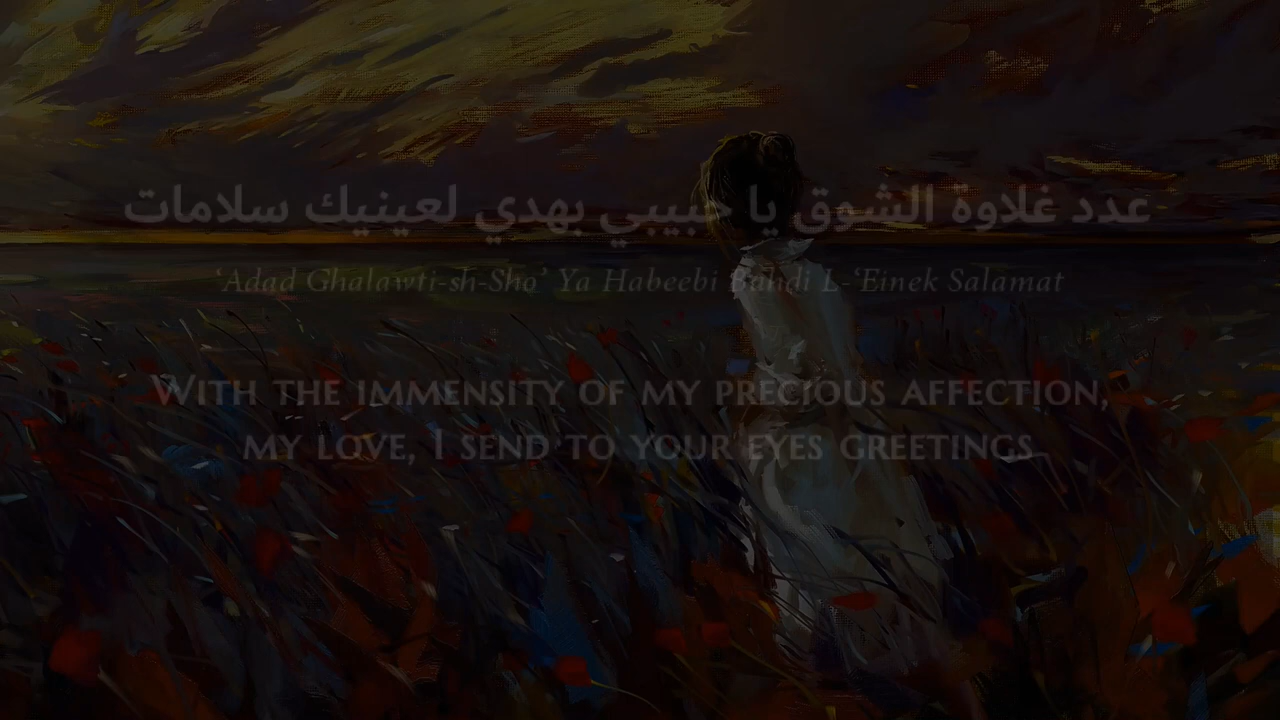 عدد غلاوة الشوق يا حبيبي بهدي لعينيك سلامات
‘Adad Ghalawti-sh-Sho’ Ya Habeebi Bahdi L-‘Einek Salamat
With the immensity of my precious affection,
my love, I send to your eyes greetings